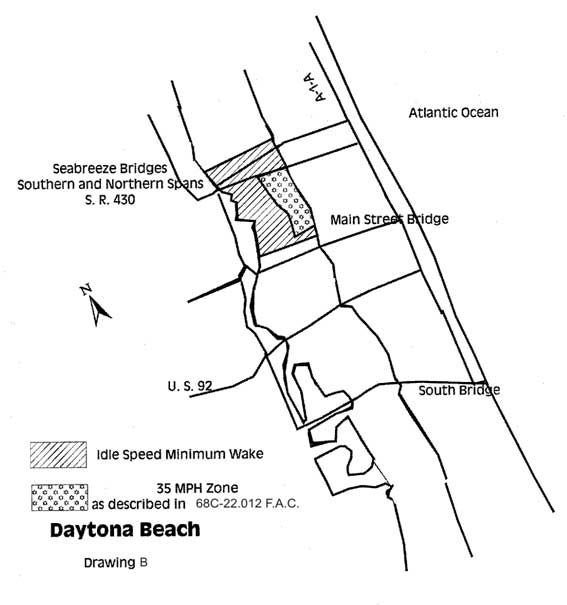 A-1-A
Atlantic Ocean
Seabreeze Bridges
Southern and Northern Spans
S. R. 430
Main Street Bridge
N
U. S. 92
South Bridge
Idle Speed Minimum Wake
35 MPH Zone
as described in 68C-22.012 F.A.C.
Daytona Beach
Drawing B